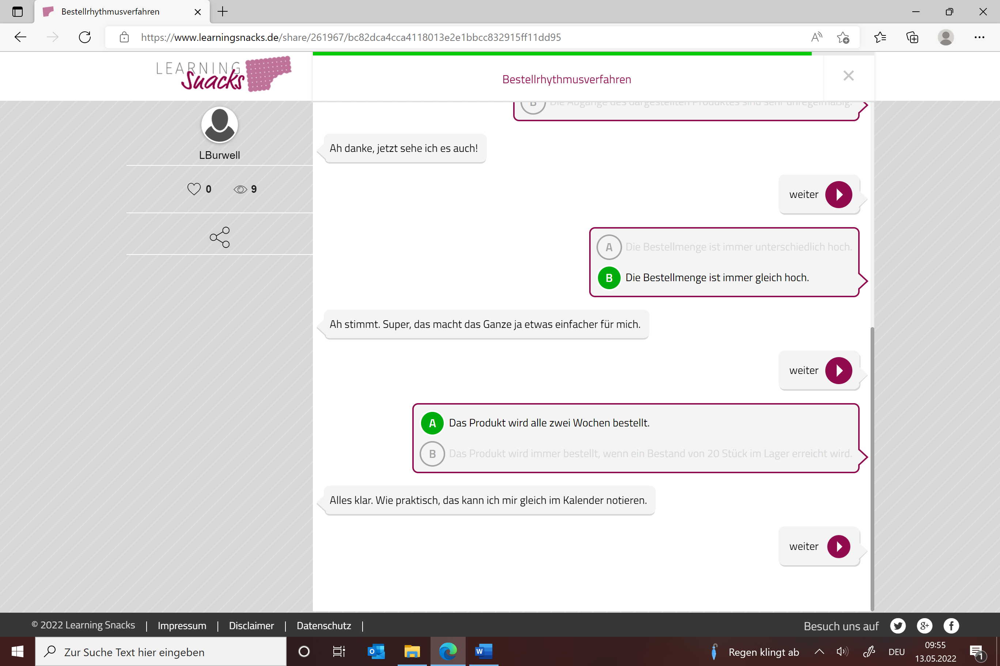 Bestellrhythmusverfahren
https://www.learningsnacks.de/share/261967/bc82dca4cca4118013e2e1bbcc832915ff11dd95
LEARNING
Snacks
Bestellrhythmusverfahren
LBurwell
0 9
B Die Abgänge des dargestellten Produktes sind sehr unregelmäßig.
Ah danke, jetzt sehe ich es auch!
weiter
A Die Bestellmenge ist immer unterschiedlich hoch.
B Die Bestellmenge ist immer gleich hoch.
Ah stimmt. Super, das macht das Ganze ja etwas einfacher für mich.
weiter
A Das Produkt wird alle zwei Wochen bestellt.
B Das Produkt wird immer bestellt, wenn ein Bestand von 20 Stück im Lager erreicht wird.
Alles klar. Wie praktisch, das kann ich mir gleich im Kalender notieren.
weiter
© 2022 Learning Snacks | Impressum | Disclaimer | Datenschutz |
Besuch uns auf g+ f
Zur Suche Text hier eingeben
O
W
Regen klingt ab
DEU
09:55
13.05.2022
1